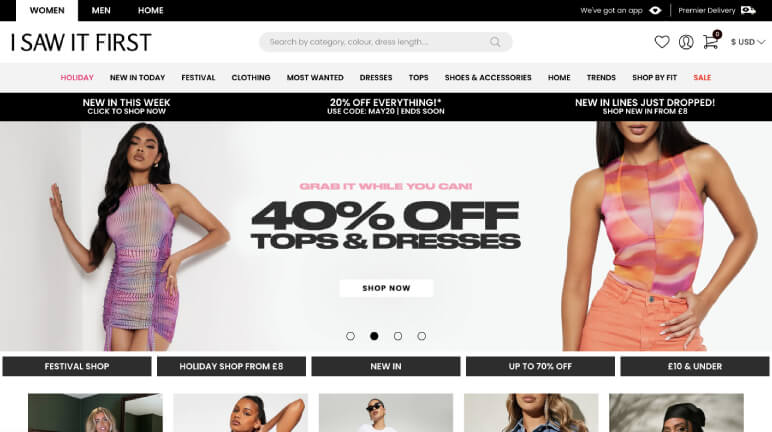 WOMEN
MEN
HOME
We've got an app
Premier Delivery
I SAW IT FIRST
Search by category, colour, dress length...
0
$ USD
HOLIDAY
NEW IN TODAY
FESTIVAL
CLOTHING
MOST WANTED
DRESSES
TOPS
SHOES & ACCESSORIES
HOME
TRENDS
SHOP BY FIT
SALE
NEW IN THIS WEEK
CLICK TO SHOP NOW
20% OFF EVERYTHING!*
USE CODE: MAY20 | ENDS SOON
NEW IN LINES JUST DROPPED!
SHOP NEW IN FROM £8
GRAB IT WHILE YOU CAN!
40% OFF
TOPS & DRESSES
SHOP NOW
FESTIVAL SHOP
HOLIDAY SHOP FROM £8
NEW IN
UP TO 70% OFF
£10 & UNDER